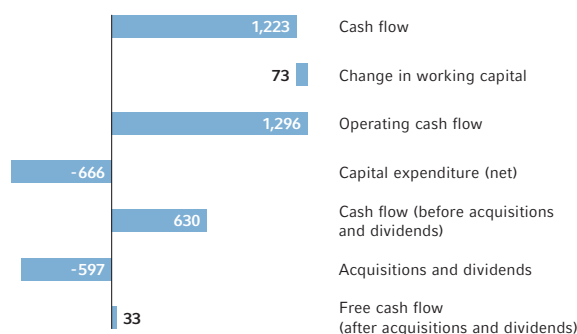 1,223 Cash flow
73 Change in working capital
1,296 Operating cash flow
-666 Capital expenditure (net)
630 Cash flow (before acquisitions
and dividends)
-597 Acquisitions and dividends
33 Free cash flow
(after acquisitions and dividends)